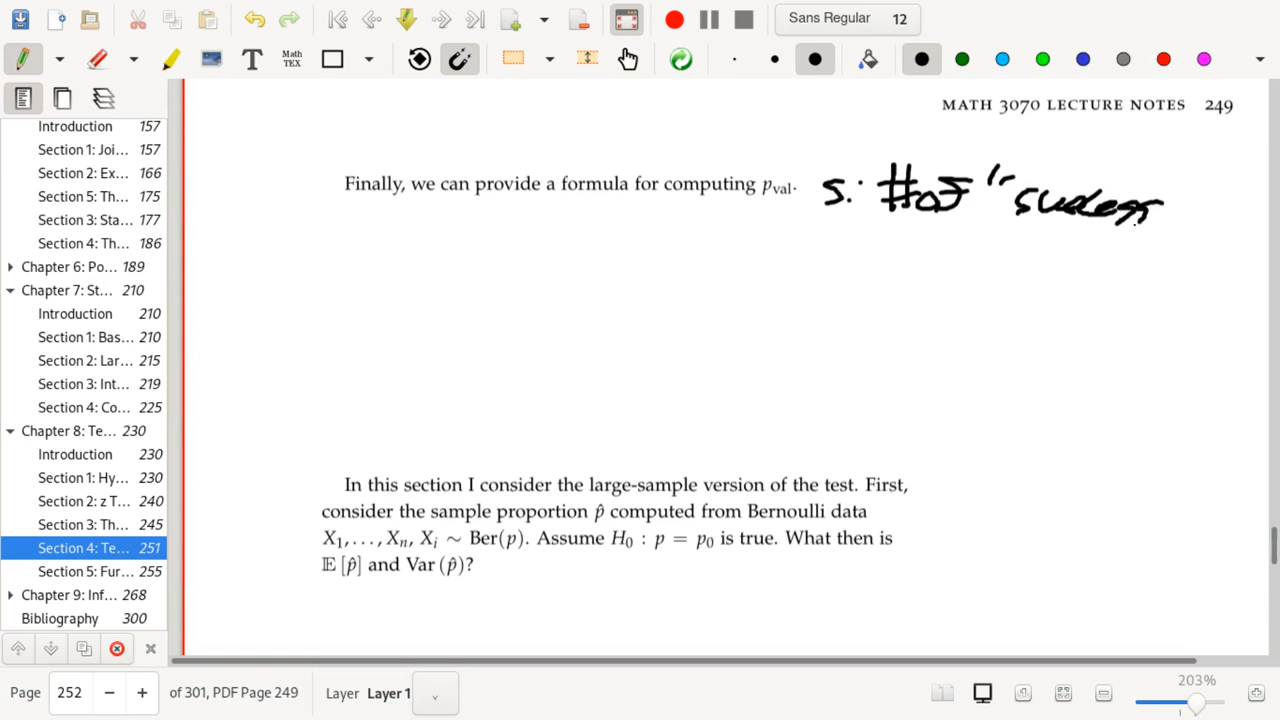 Sans Regular 12
Math
TEX
Introduction 157
Section 1: Joi... 157
Section 2: Ex... 166
Section 5: Th... 175
Section 3: Sta... 177
Section 4: Th... 186
Chapter 6: Po... 189
Chapter 7: St... 210
Introduction 210
Section 1: Bas... 210
Section 2: Lar... 215
Section 3: Int... 219
Section 4: Co... 225
Chapter 8: Te... 230
Introduction 230
Section 1: Hy... 230
Section 2: z T... 240
Section 3: Th... 245
Section 4: Te... 251
Section 5: Fur... 255
Chapter 9: Inf... 268
Bibliography 300
MATH 3070 LECTURE NOTES 249
Finally, we can provide a formula for computing p_val.
s: # of "success
In this section I consider the large-sample version of the test. First,
consider the sample proportion p̂ computed from Bernoulli data
X₁, . . . , Xₙ, Xᵢ ∼ Ber(p). Assume H₀ : p = p₀ is true. What then is
𝔼 [p̂] and Var (p̂)?
Page 252 − + of 301, PDF Page 249 Layer Layer 1 203%